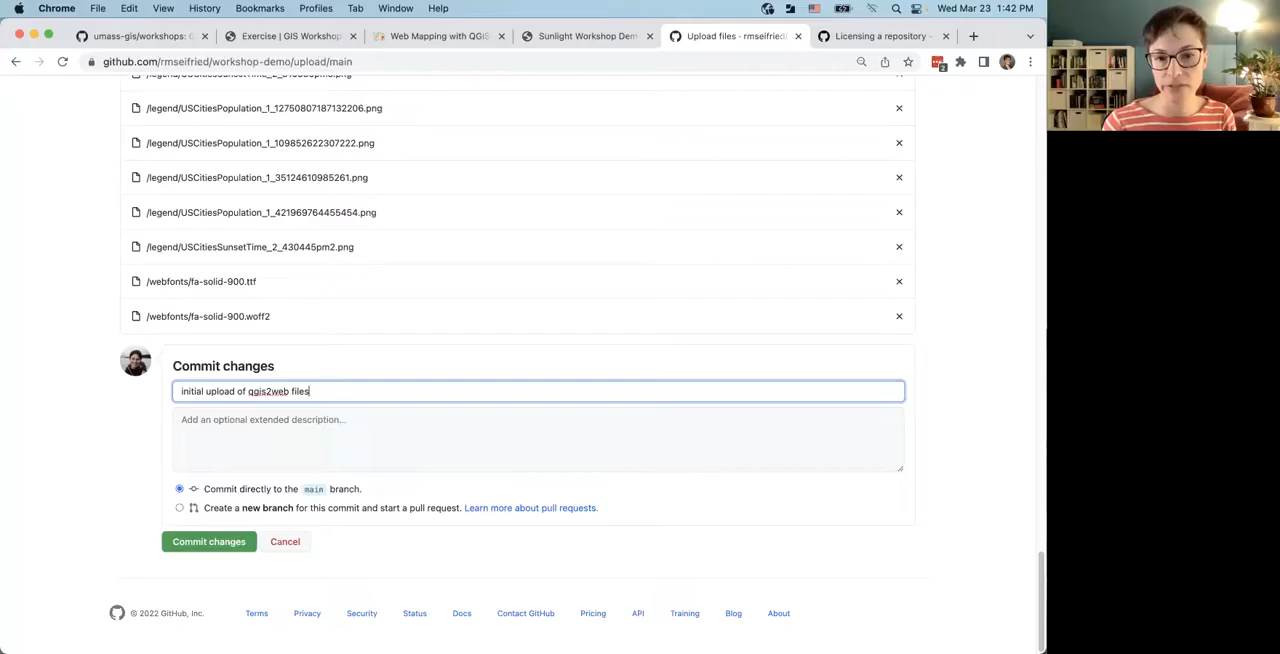 Chrome File Edit View History Bookmarks Profiles Tab Window Help Wed Mar 23 1:42 PM
umass-gis/workshops: Exercise | GIS Workshop Web Mapping with QGIS Sunlight Workshop Dem Upload files · rmseifried/ Licensing a repository -
github.com/rmseifried/workshop-demo/upload/main 2
/legend/USCitiesPopulation_1_12750807187132206.png
/legend/USCitiesPopulation_1_109852622307222.png
/legend/USCitiesPopulation_1_35124610985261.png
/legend/USCitiesPopulation_1_421969764455454.png
/legend/USCitiesSunsetTime_2_430445pm2.png
/webfonts/fa-solid-900.ttf
/webfonts/fa-solid-900.woff2
Commit changes
initial upload of qgis2web files
Add an optional extended description...
Commit directly to the main branch.
Create a new branch for this commit and start a pull request. Learn more about pull requests.
Commit changes Cancel
© 2022 GitHub, Inc. Terms Privacy Security Status Docs Contact GitHub Pricing API Training Blog About